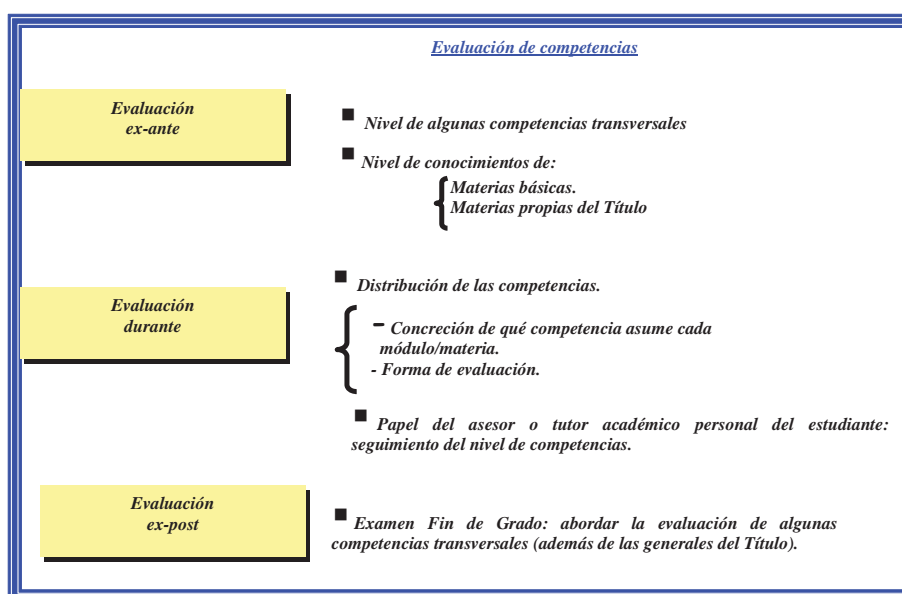 Evaluación de competencias
Evaluación
ex-ante
▪ Nivel de algunas competencias transversales
▪ Nivel de conocimientos de:
Materias básicas.
Materias propias del Título
Evaluación
durante
▪ Distribución de las competencias.
- Concreción de qué competencia asume cada
módulo/materia.
- Forma de evaluación.
▪ Papel del asesor o tutor académico personal del estudiante:
seguimiento del nivel de competencias.
Evaluación
ex-post
▪ Examen Fin de Grado: abordar la evaluación de algunas
competencias transversales (además de las generales del Título).